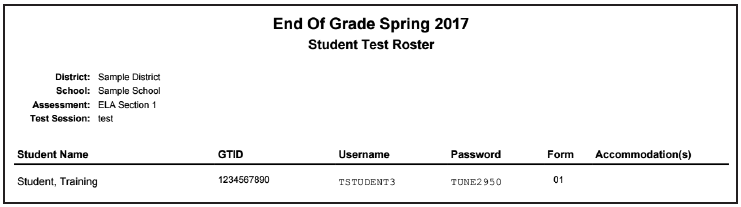 End Of Grade Spring 2017
Student Test Roster
District: Sample District
School: Sample School
Assessment: ELA Section 1
Test Session: test
Student Name GTID Username Password Form Accommodation(s)
Student, Training 1234567890 TSTUDENT3 TUNE2950 01